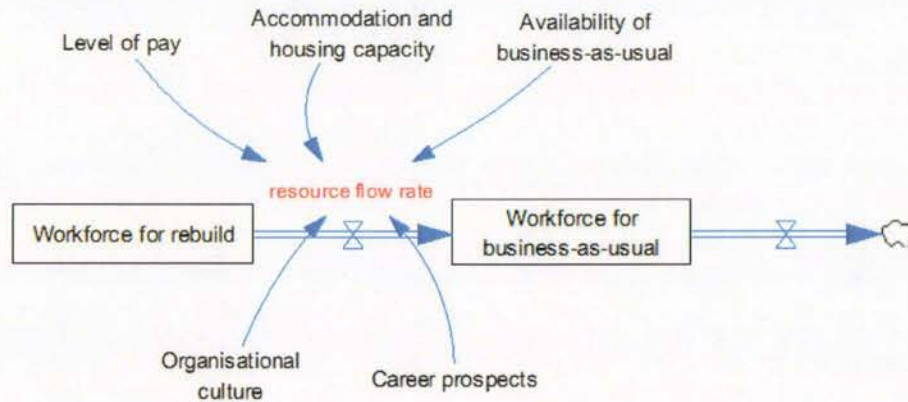 Level of pay
Accommodation and
housing capacity
Availability of
business-as-usual
resource flow rate
Workforce for rebuild
Workforce for
business-as-usual
Organisational
culture
Career prospects